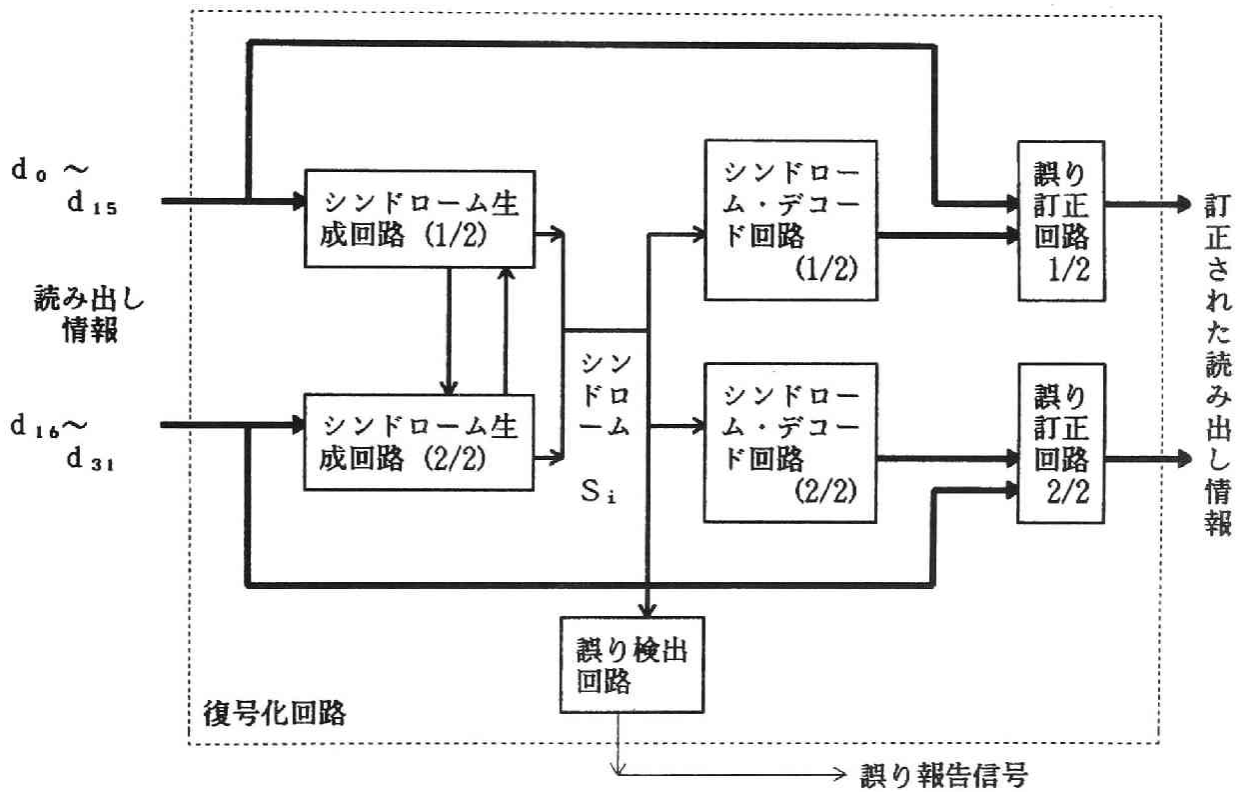 d₀～
d₁₅
読み出し
情報
d₁₆～
d₃₁
シンドローム生
成回路 (1/2)
シンドローム生
成回路 (2/2)
シンドローム
Sᵢ
シンドロー
ム・デコー
ド回路
(1/2)
シンドロー
ム・デコー
ド回路
(2/2)
誤り
訂正
回路
1/2
誤り
訂正
回路
2/2
訂正された読み出し情報
誤り検出
回路
復号化回路
誤り報告信号